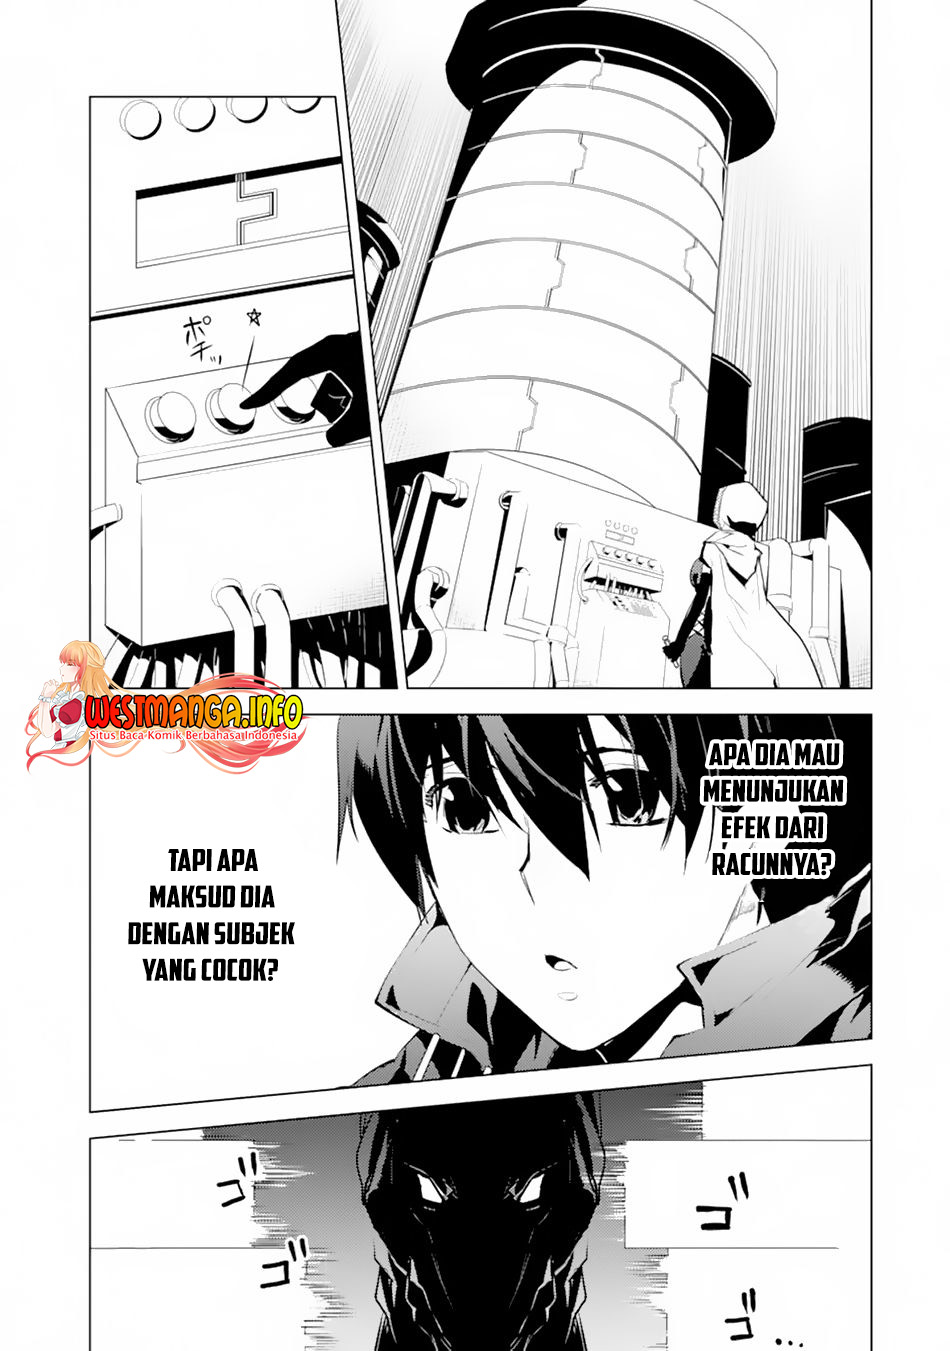 ポチッ
WESTMANGA.INFO
Situs Baca Komik Berbahasa Indonesia
APA DIA MAU
MENUNJUKAN
EFEK DARI
RACUNNYA?
TAPI APA
MAKSUD DIA
DENGAN SUBJEK
YANG COCOK?
ゴ
ゴ
ゴ
ゴ...